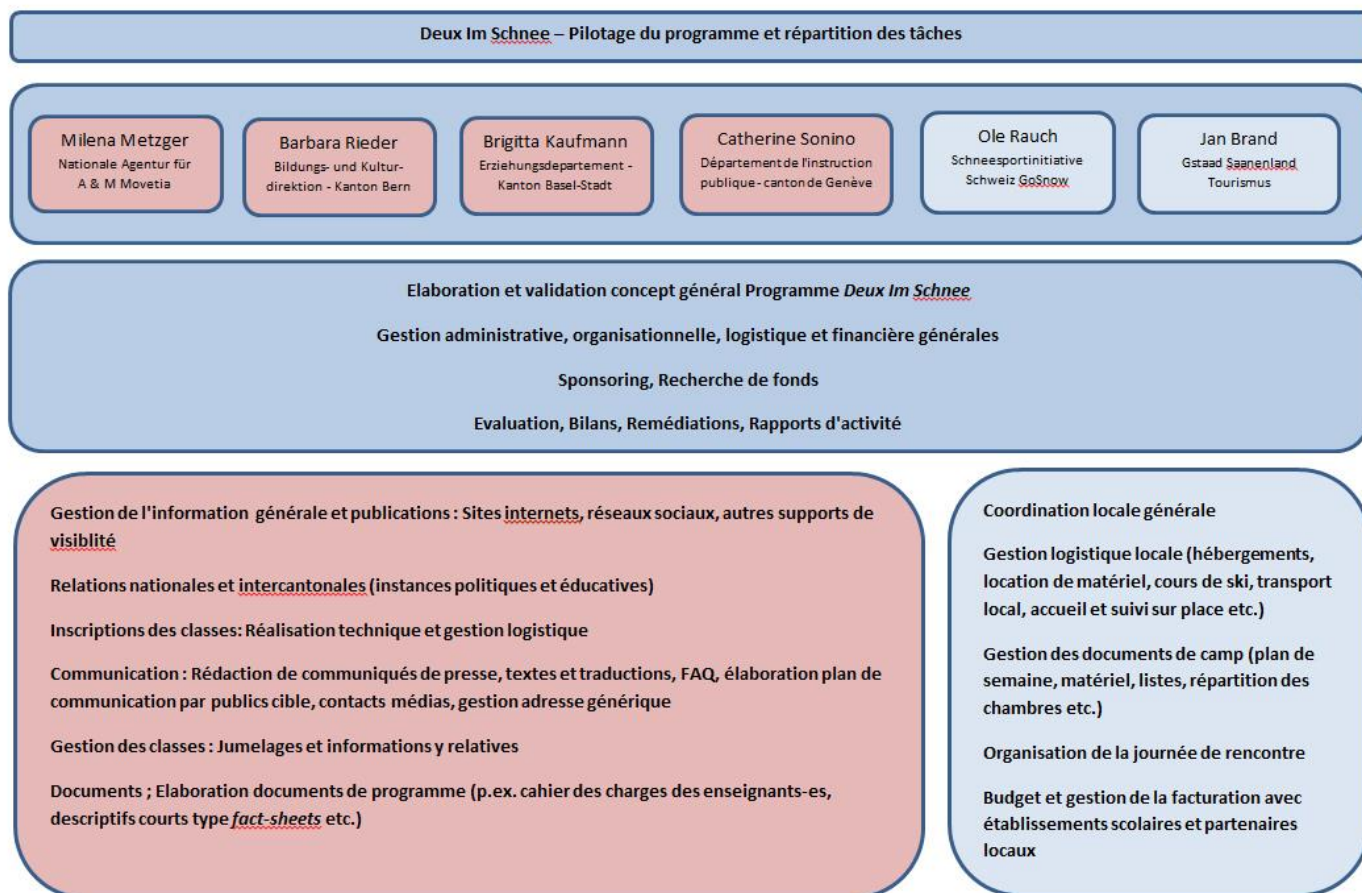 Deux Im Schnee – Pilotage du programme et répartition des tâches
Milena Metzger
Nationale Agentur für
A & M Movetia
Barbara Rieder
Bildungs- und Kultur-
direktion - Kanton Bern
Brigitta Kaufmann
Erziehungsdepartement -
Kanton Basel-Stadt
Catherine Sonino
Département de l'instruction
publique - canton de Genève
Ole Rauch
Schneesportinitiative
Schweiz GoSnow
Jan Brand
Gstaad Saanenland
Tourismus
Elaboration et validation concept général Programme Deux Im Schnee
Gestion administrative, organisationnelle, logistique et financière générales
Sponsoring, Recherche de fonds
Evaluation, Bilans, Remédiations, Rapports d'activité
Gestion de l'information générale et publications : Sites internets, réseaux sociaux, autres supports de
visiblité
Relations nationales et intercantonales (instances politiques et éducatives)
Inscriptions des classes: Réalisation technique et gestion logistique
Communication : Rédaction de communiqués de presse, textes et traductions, FAQ, élaboration plan de
communication par publics cible, contacts médias, gestion adresse générique
Gestion des classes : Jumelages et informations y relatives
Documents ; Elaboration documents de programme (p.ex. cahier des charges des enseignants-es,
descriptifs courts type fact-sheets etc.)
Coordination locale générale
Gestion logistique locale (hébergements,
location de matériel, cours de ski, transport
local, accueil et suivi sur place etc.)
Gestion des documents de camp (plan de
semaine, matériel, listes, répartition des
chambres etc.)
Organisation de la journée de rencontre
Budget et gestion de la facturation avec
établissements scolaires et partenaires
locaux